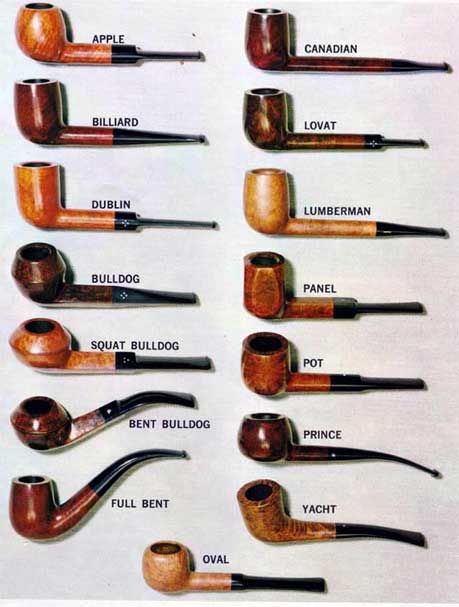 APPLE
BILLIARD
DUBLIN
BULLDOG
SQUAT BULLDOG
BENT BULLDOG
FULL BENT
CANADIAN
LOVAT
LUMBERMAN
PANEL
POT
PRINCE
YACHT
OVAL